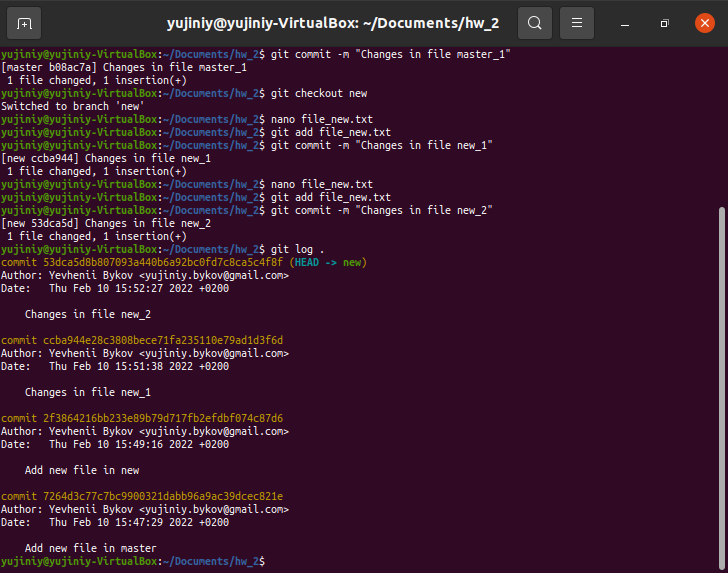 yujiniy@yujiniy-VirtualBox: ~/Documents/hw_2
yujiniy@yujiniy-VirtualBox:~/Documents/hw_2$ git commit -m "Changes in file master_1"
[master b08ac7a] Changes in file master_1
1 file changed, 1 insertion(+)
yujiniy@yujiniy-VirtualBox:~/Documents/hw_2$ git checkout new
Switched to branch 'new'
yujiniy@yujiniy-VirtualBox:~/Documents/hw_2$ nano file_new.txt
yujiniy@yujiniy-VirtualBox:~/Documents/hw_2$ git add file_new.txt
yujiniy@yujiniy-VirtualBox:~/Documents/hw_2$ git commit -m "Changes in file new_1"
[new ccba944] Changes in file new_1
1 file changed, 1 insertion(+)
yujiniy@yujiniy-VirtualBox:~/Documents/hw_2$ nano file_new.txt
yujiniy@yujiniy-VirtualBox:~/Documents/hw_2$ git add file_new.txt
yujiniy@yujiniy-VirtualBox:~/Documents/hw_2$ git commit -m "Changes in file new_2"
[new 53dca5d] Changes in file new_2
1 file changed, 1 insertion(+)
yujiniy@yujiniy-VirtualBox:~/Documents/hw_2$ git log .
commit 53dca5d8b807093a440b6a92bc0fd7c8ca5c4f8f (HEAD -> new)
Author: Yevhenii Bykov <yujiniy.bykov@gmail.com>
Date:   Thu Feb 10 15:52:27 2022 +0200
Changes in file new_2
commit ccba944e28c3808bece71fa235110e79ad1d3f6d
Author: Yevhenii Bykov <yujiniy.bykov@gmail.com>
Date:   Thu Feb 10 15:51:38 2022 +0200
Changes in file new_1
commit 2f3864216bb233e89b79d717fb2efdbf074c87d6
Author: Yevhenii Bykov <yujiniy.bykov@gmail.com>
Date:   Thu Feb 10 15:49:16 2022 +0200
Add new file in new
commit 7264d3c77c7bc9900321dabb96a9ac39dcec821e
Author: Yevhenii Bykov <yujiniy.bykov@gmail.com>
Date:   Thu Feb 10 15:47:29 2022 +0200
Add new file in master
yujiniy@yujiniy-VirtualBox:~/Documents/hw_2$